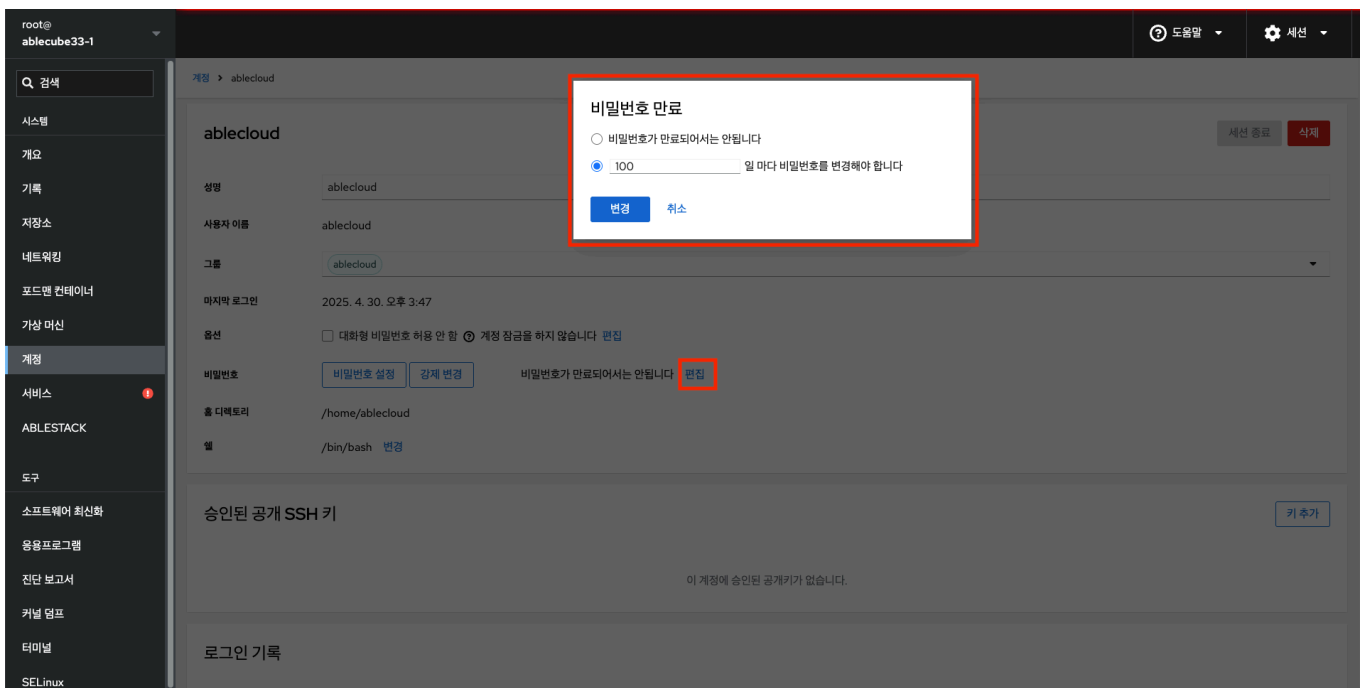 root@
ablecube33-1
도움말
세션
검색
계정 > ablecloud
시스템
개요
기록
저장소
네트워킹
포드맨 컨테이너
가상 머신
계정
서비스
ABLESTACK
도구
소프트웨어 최신화
응용프로그램
진단 보고서
커널 덤프
터미널
SELinux
비밀번호 만료
비밀번호가 만료되어서는 안됩니다
100 일 마다 비밀번호를 변경해야 합니다
변경 취소
ablecloud
세션 종료 삭제
성명 ablecloud
사용자 이름 ablecloud
그룹 ablecloud
마지막 로그인 2025. 4. 30. 오후 3:47
옵션 대화형 비밀번호 허용 안 함 계정 잠금을 하지 않습니다 편집
비밀번호 비밀번호 설정 강제 변경 비밀번호가 만료되어서는 안됩니다 편집
홈 디렉토리 /home/ablecloud
쉘 /bin/bash 변경
승인된 공개 SSH 키
키 추가
이 계정에 승인된 공개키가 없습니다.
로그인 기록